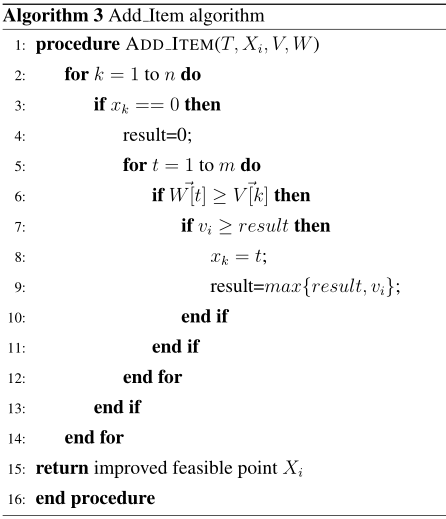 Algorithm 3 Add_Item algorithm
1: procedure ADD_ITEM(T, X_i, V, W)
2: for k = 1 to n do
3: if x_k == 0 then
4: result=0;
5: for t = 1 to m do
6: if \vec{W[t]} ≥ \vec{V[k]} then
7: if v_i ≥ result then
8: x_k = t;
9: result=max{result, v_i};
10: end if
11: end if
12: end for
13: end if
14: end for
15: return improved feasible point X_i
16: end procedure